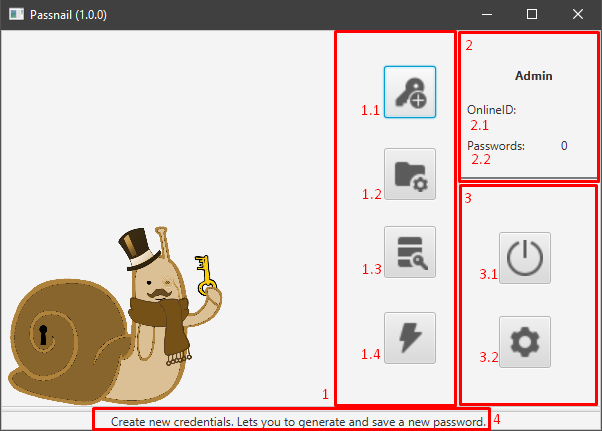 Passnail (1.0.0)
2
Admin
OnlineID:
2.1
Passwords: 0
2.2
1.1
1.2
1.3
1.4
1
3
3.1
3.2
Create new credentials. Lets you to generate and save a new password.
4